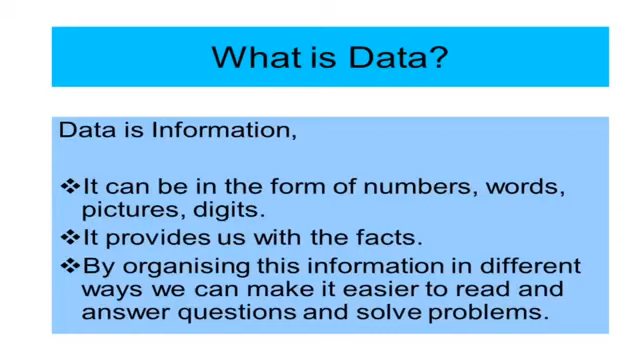 What is Data?
Data is Information,
❖It can be in the form of numbers, words,
pictures, digits.
❖It provides us with the facts.
❖By organising this information in different
ways we can make it easier to read and
answer questions and solve problems.